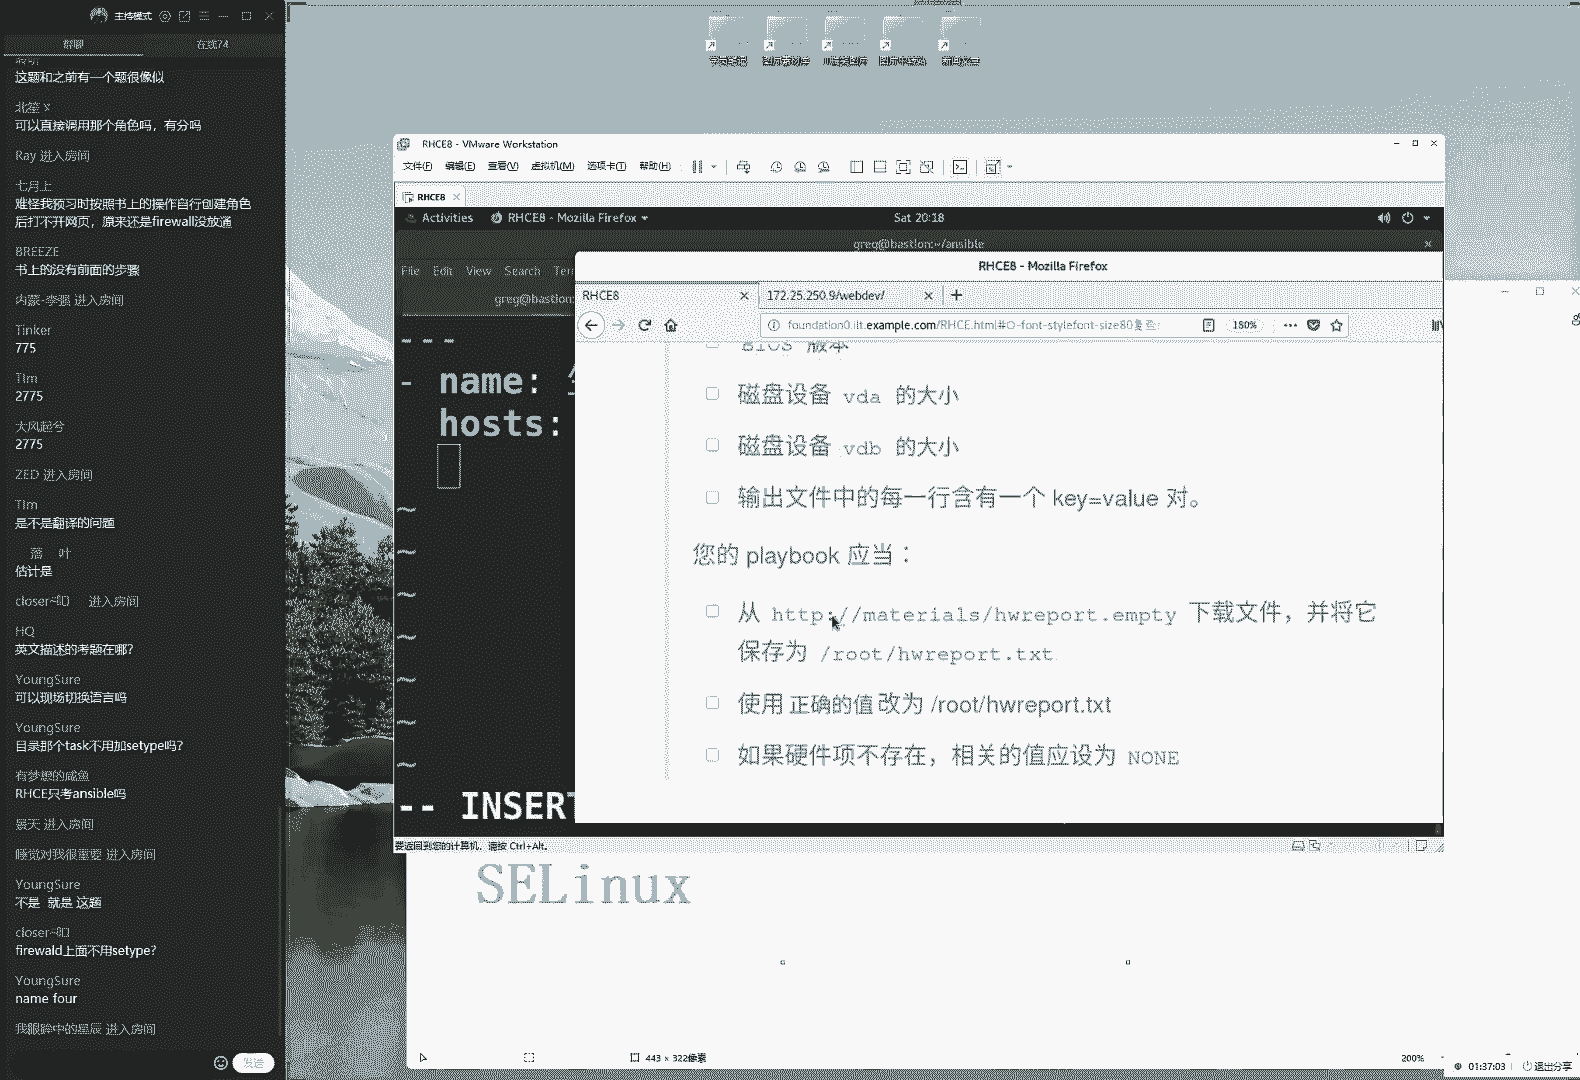 主持模式
群聊
在线74
这题和之前有一个题很像似
可以直接调用那个角色吗，有分吗
Ray 进入房间
七月上
难怪我预习时按照书上的操作自行创建角色
后打不开网页，原来还是firewall没放通
BREEZE
书上的没有前面的步骤
内蒙-李强 进入房间
Tinker
775
TIm
2775
大风起兮
2775
ZED 进入房间
TIm
是不是翻译的问题
落 叶
估计是
进入房间
HQ
英文描述的考题在哪？
YoungSure
可以现场切换语言吗
YoungSure
目录那个task不用加setype吗？
有梦想的咸鱼
RHCE只考ansible吗
昊天 进入房间
睡觉对我很重要 进入房间
YoungSure
不是 就是 这题
firewald上面不用setype？
YoungSure
name four
我眼眸中的星辰 进入房间
发送
RHCE8 - VMware Workstation
文件(F) 编辑(E) 查看(V) 虚拟机(M) 选项卡(T) 帮助(H)
RHCE8
Activities RHCE8 - Mozilla Firefox Sat 20:18
greg@bastion:~/ansible
File Edit View Search
greg@bastion:
---
- name:
hosts:
~
~
~
~
~
~
~
-- INSERT
RHCE8 - Mozilla Firefox
RHCE8 172.25.250.9/webdev/
foundation0.ilt.example.com/RHCE.html 150%
BIOS 版本
磁盘设备 vda 的大小
磁盘设备 vdb 的大小
输出文件中的每一行含有一个 key=value 对。
您的 playbook 应当：
从 http://materials/hwreport.empty 下载文件，并将它
保存为 /root/hwreport.txt
使用 正确的值 改为 /root/hwreport.txt
如果硬件项不存在，相关的值应设为 NONE
要返回到您的计算机，请按 Ctrl+Alt。
SELinux
443 × 322像素
200%
01:37:03 退出分享